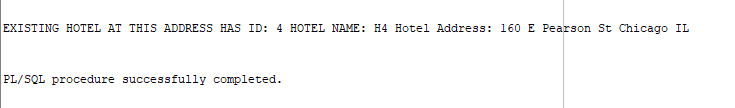 EXISTING HOTEL AT THIS ADDRESS HAS ID: 4 HOTEL NAME: H4 Hotel Address: 160 E Pearson St Chicago IL
PL/SQL procedure successfully completed.